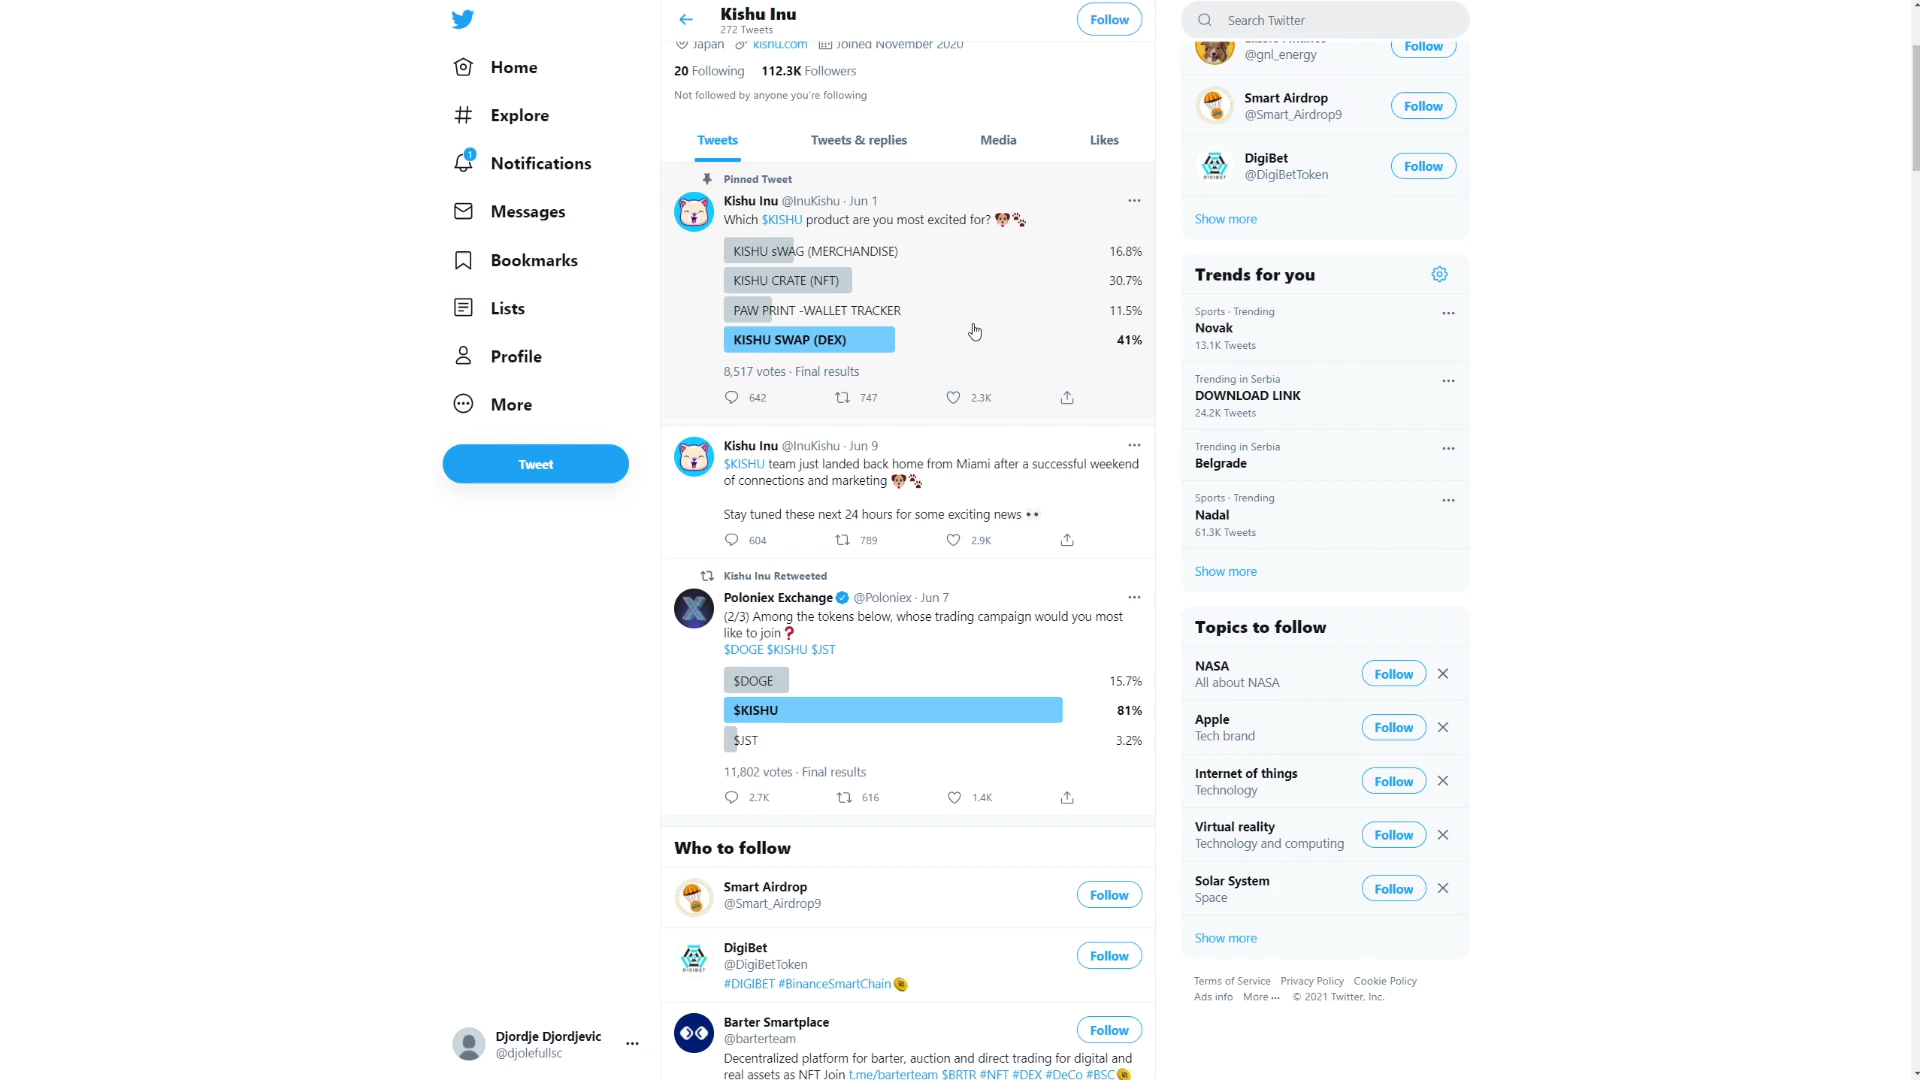 Home
Explore
1
Notifications
Messages
Bookmarks
Lists
Profile
More
Tweet
Djordje Djordjevic
@djolefullsc
Kishu Inu
272 Tweets
Follow
Japan kishu.com Joined November 2020
20 Following 112.3K Followers
Not followed by anyone you're following
Tweets Tweets & replies Media Likes
Pinned Tweet
Kishu Inu @InuKishu · Jun 1
Which $KISHU product are you most excited for?
KISHU sWAG (MERCHANDISE) 16.8%
KISHU CRATE (NFT) 30.7%
PAW PRINT -WALLET TRACKER 11.5%
KISHU SWAP (DEX) 41%
8,517 votes · Final results
642 747 2.3K
Kishu Inu @InuKishu · Jun 9
$KISHU team just landed back home from Miami after a successful weekend
of connections and marketing
Stay tuned these next 24 hours for some exciting news
604 789 2.9K
Kishu Inu Retweeted
Poloniex Exchange @Poloniex · Jun 7
(2/3) Among the tokens below, whose trading campaign would you most
like to join❓
$DOGE $KISHU $JST
$DOGE 15.7%
$KISHU 81%
$JST 3.2%
11,802 votes · Final results
2.7K 616 1.4K
Who to follow
Smart Airdrop
@Smart_Airdrop9
Follow
DigiBet
@DigiBetToken
#DIGIBET #BinanceSmartChain
Follow
Barter Smartplace
@barterteam
Follow
Decentralized platform for barter, auction and direct trading for digital and
real assets as NFT Join t.me/barterteam $BRTR #NFT #DEX #DeCo #BSC
Search Twitter
@gnl_energy
Follow
Smart Airdrop
@Smart_Airdrop9
Follow
DigiBet
@DigiBetToken
Follow
Show more
Trends for you
Sports · Trending
Novak
13.1K Tweets
Trending in Serbia
DOWNLOAD LINK
24.2K Tweets
Trending in Serbia
Belgrade
Sports · Trending
Nadal
61.3K Tweets
Show more
Topics to follow
NASA
All about NASA
Follow
Apple
Tech brand
Follow
Internet of things
Technology
Follow
Virtual reality
Technology and computing
Follow
Solar System
Space
Follow
Show more
Terms of Service Privacy Policy Cookie Policy
Ads info More ··· © 2021 Twitter, Inc.